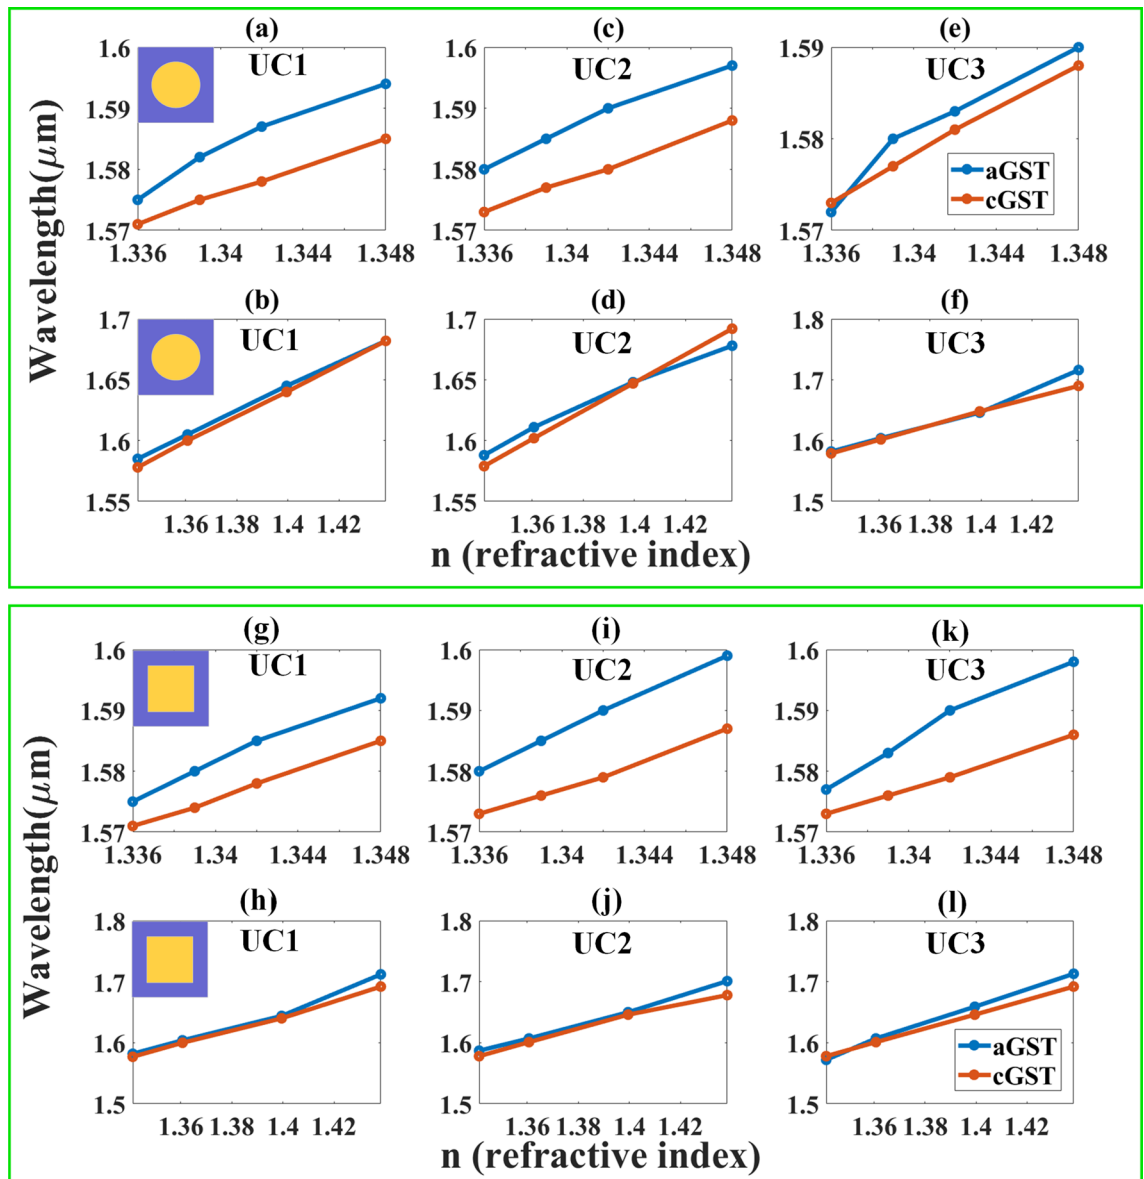 (a) (c) (e)
1.6 1.6 1.59
UC1 UC2 UC3
1.59 1.59
1.58 1.58 1.58
aGST
cGST
1.57 1.57 1.57
1.336 1.34 1.344 1.348 1.336 1.34 1.344 1.348 1.336 1.34 1.344 1.348
Wavelength(μm)
(b) (d) (f)
1.7 1.7 1.8
UC1 UC2 UC3
1.65 1.65 1.7
1.6 1.6 1.6
1.55 1.55 1.5
1.36 1.38 1.4 1.42 1.36 1.38 1.4 1.42 1.36 1.38 1.4 1.42
n (refractive index)
(g) (i) (k)
1.6 1.6 1.6
UC1 UC2 UC3
1.59 1.59 1.59
1.58 1.58 1.58
1.57 1.57 1.57
1.336 1.34 1.344 1.348 1.336 1.34 1.344 1.348 1.336 1.34 1.344 1.348
Wavelength(μm)
(h) (j) (l)
1.8 1.8 1.8
UC1 UC2 UC3
1.7 1.7 1.7
1.6 1.6 1.6
aGST
cGST
1.5 1.5 1.5
1.36 1.38 1.4 1.42 1.36 1.38 1.4 1.42 1.36 1.38 1.4 1.42
n (refractive index)